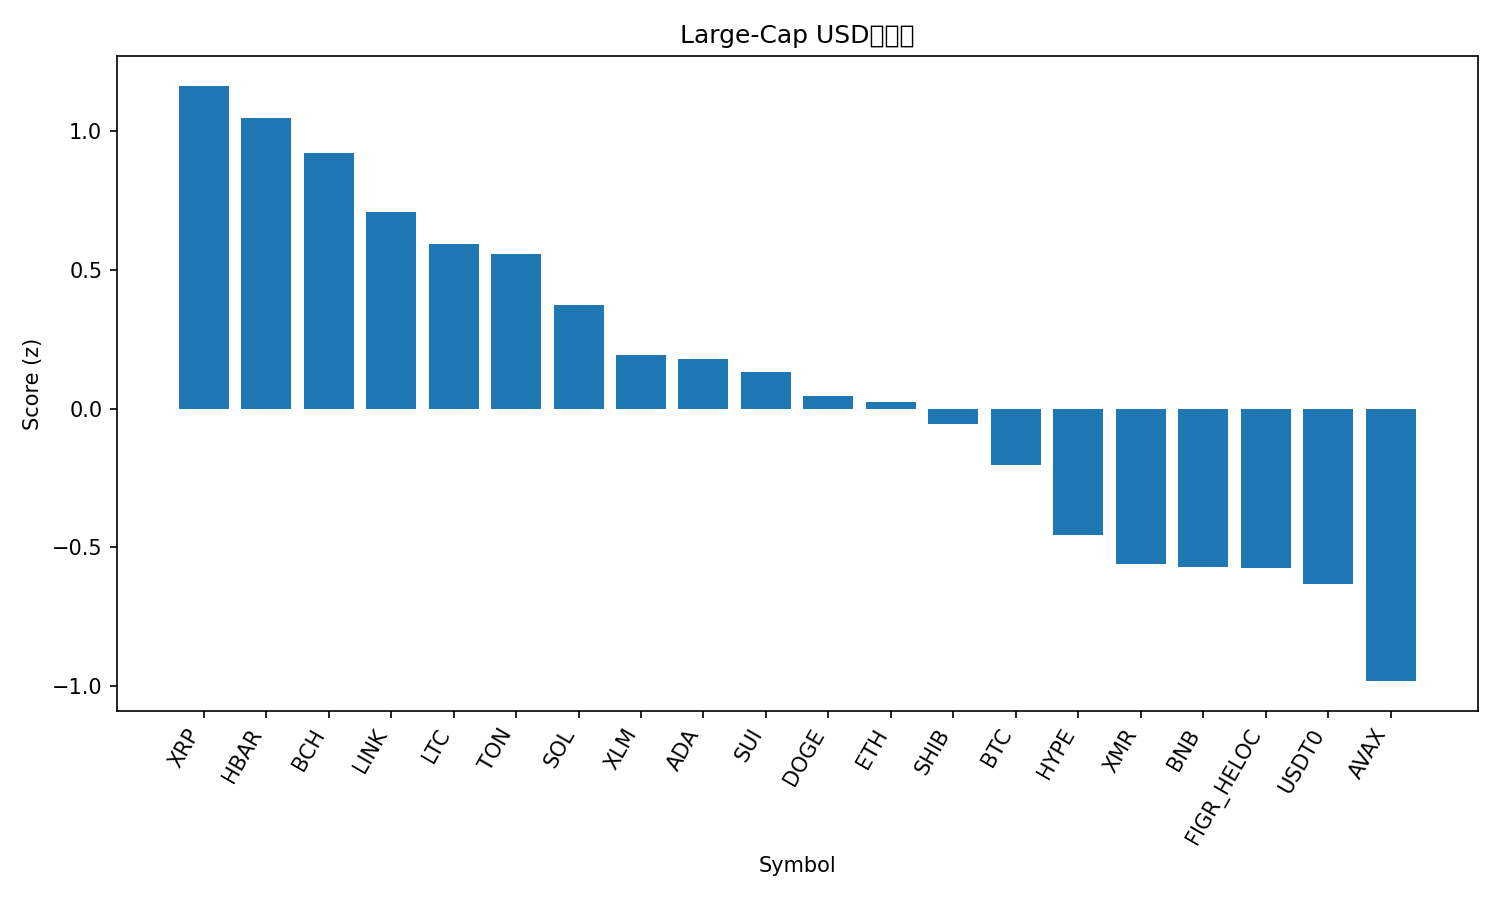 Large-Cap USD
Score (z)
1.0
0.5
0.0
−0.5
−1.0
XRP
HBAR
BCH
LINK
LTC
TON
SOL
XLM
ADA
SUI
DOGE
ETH
SHIB
BTC
HYPE
XMR
BNB
FIGR_HELOC
USDT0
AVAX
Symbol